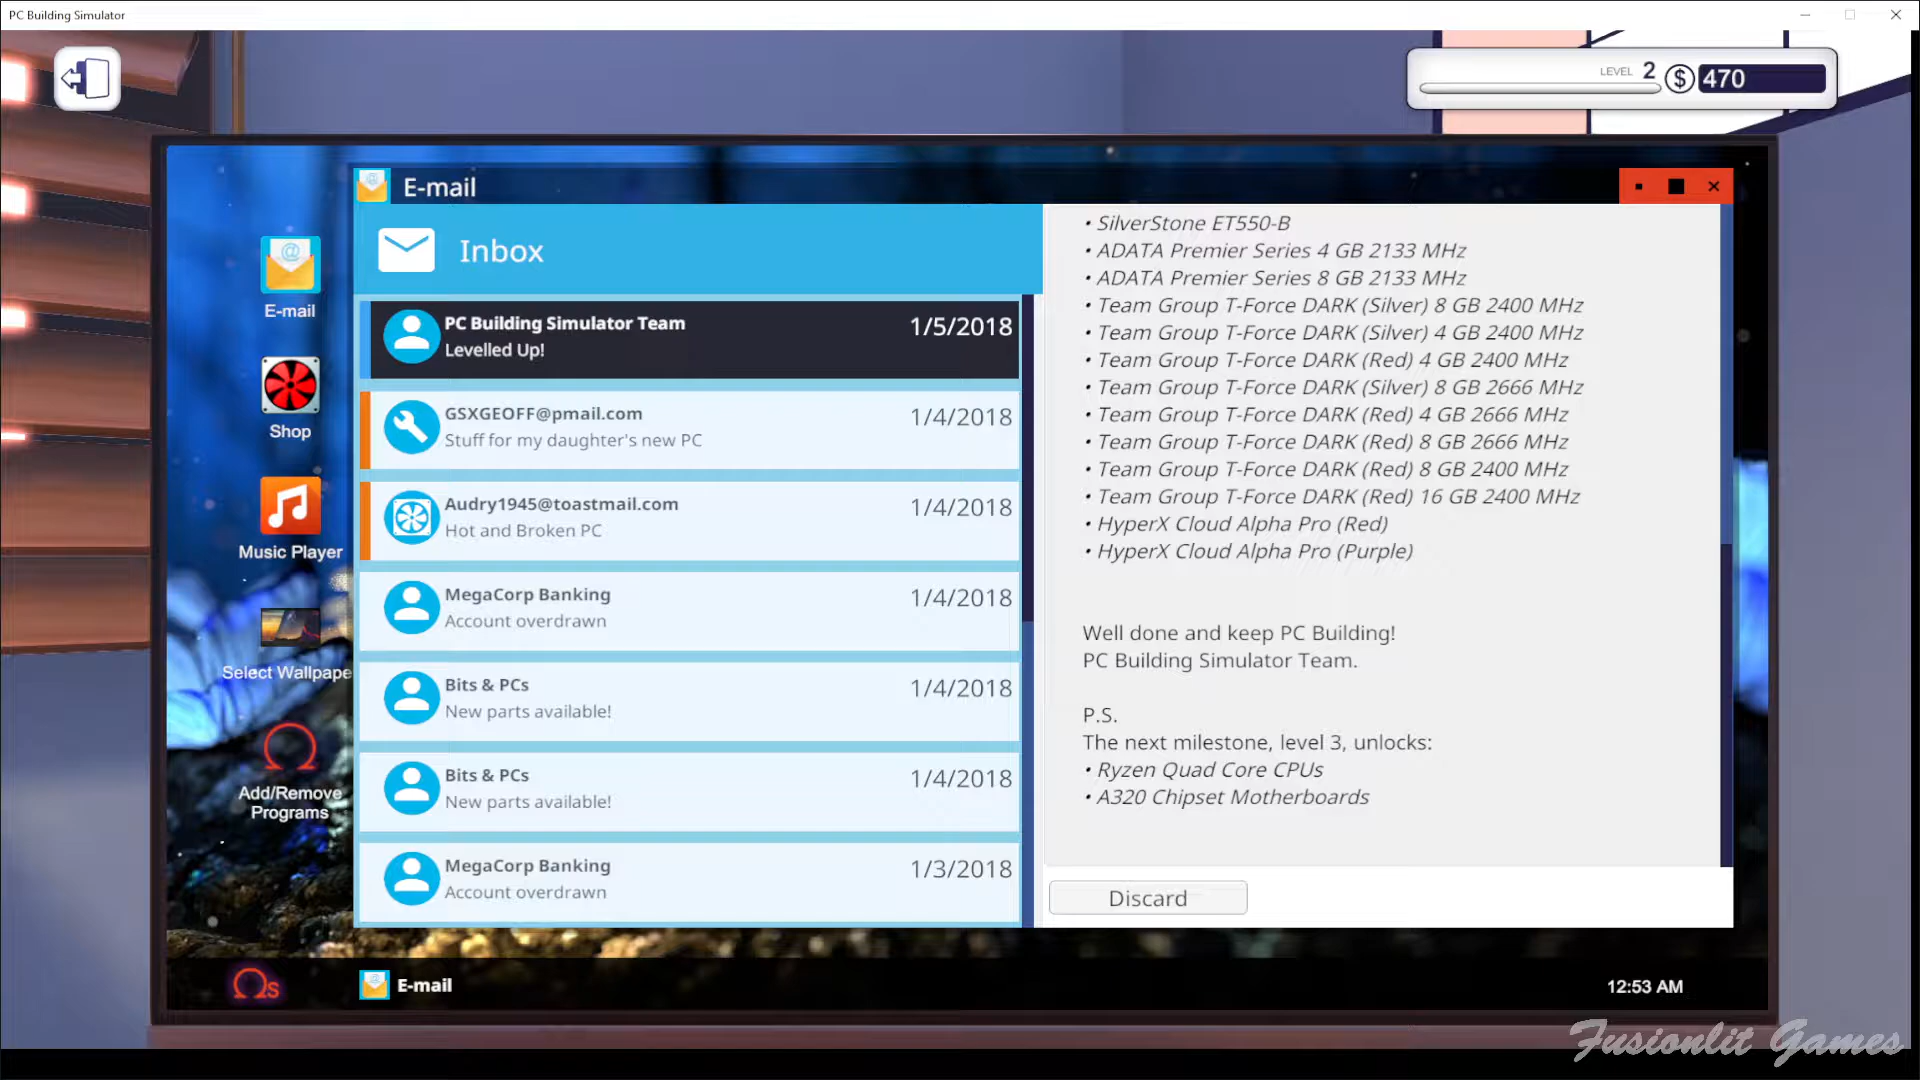 PC Building Simulator
LEVEL 2 $ 470
E-mail
Inbox
E-mail
Shop
Music Player
Select Wallpape
Add/Remove
Programs
PC Building Simulator Team 1/5/2018
Levelled Up!
GSXGEOFF@pmail.com 1/4/2018
Stuff for my daughter's new PC
Audry1945@toastmail.com 1/4/2018
Hot and Broken PC
MegaCorp Banking 1/4/2018
Account overdrawn
Bits & PCs 1/4/2018
New parts available!
Bits & PCs 1/4/2018
New parts available!
MegaCorp Banking 1/3/2018
Account overdrawn
• SilverStone ET550-B
• ADATA Premier Series 4 GB 2133 MHz
• ADATA Premier Series 8 GB 2133 MHz
• Team Group T-Force DARK (Silver) 8 GB 2400 MHz
• Team Group T-Force DARK (Silver) 4 GB 2400 MHz
• Team Group T-Force DARK (Red) 4 GB 2400 MHz
• Team Group T-Force DARK (Silver) 8 GB 2666 MHz
• Team Group T-Force DARK (Red) 4 GB 2666 MHz
• Team Group T-Force DARK (Red) 8 GB 2666 MHz
• Team Group T-Force DARK (Red) 8 GB 2400 MHz
• Team Group T-Force DARK (Red) 16 GB 2400 MHz
• HyperX Cloud Alpha Pro (Red)
• HyperX Cloud Alpha Pro (Purple)
Well done and keep PC Building!
PC Building Simulator Team.
P.S.
The next milestone, level 3, unlocks:
• Ryzen Quad Core CPUs
• A320 Chipset Motherboards
Discard
Ωs
E-mail
12:53 AM
Fusionlit Games